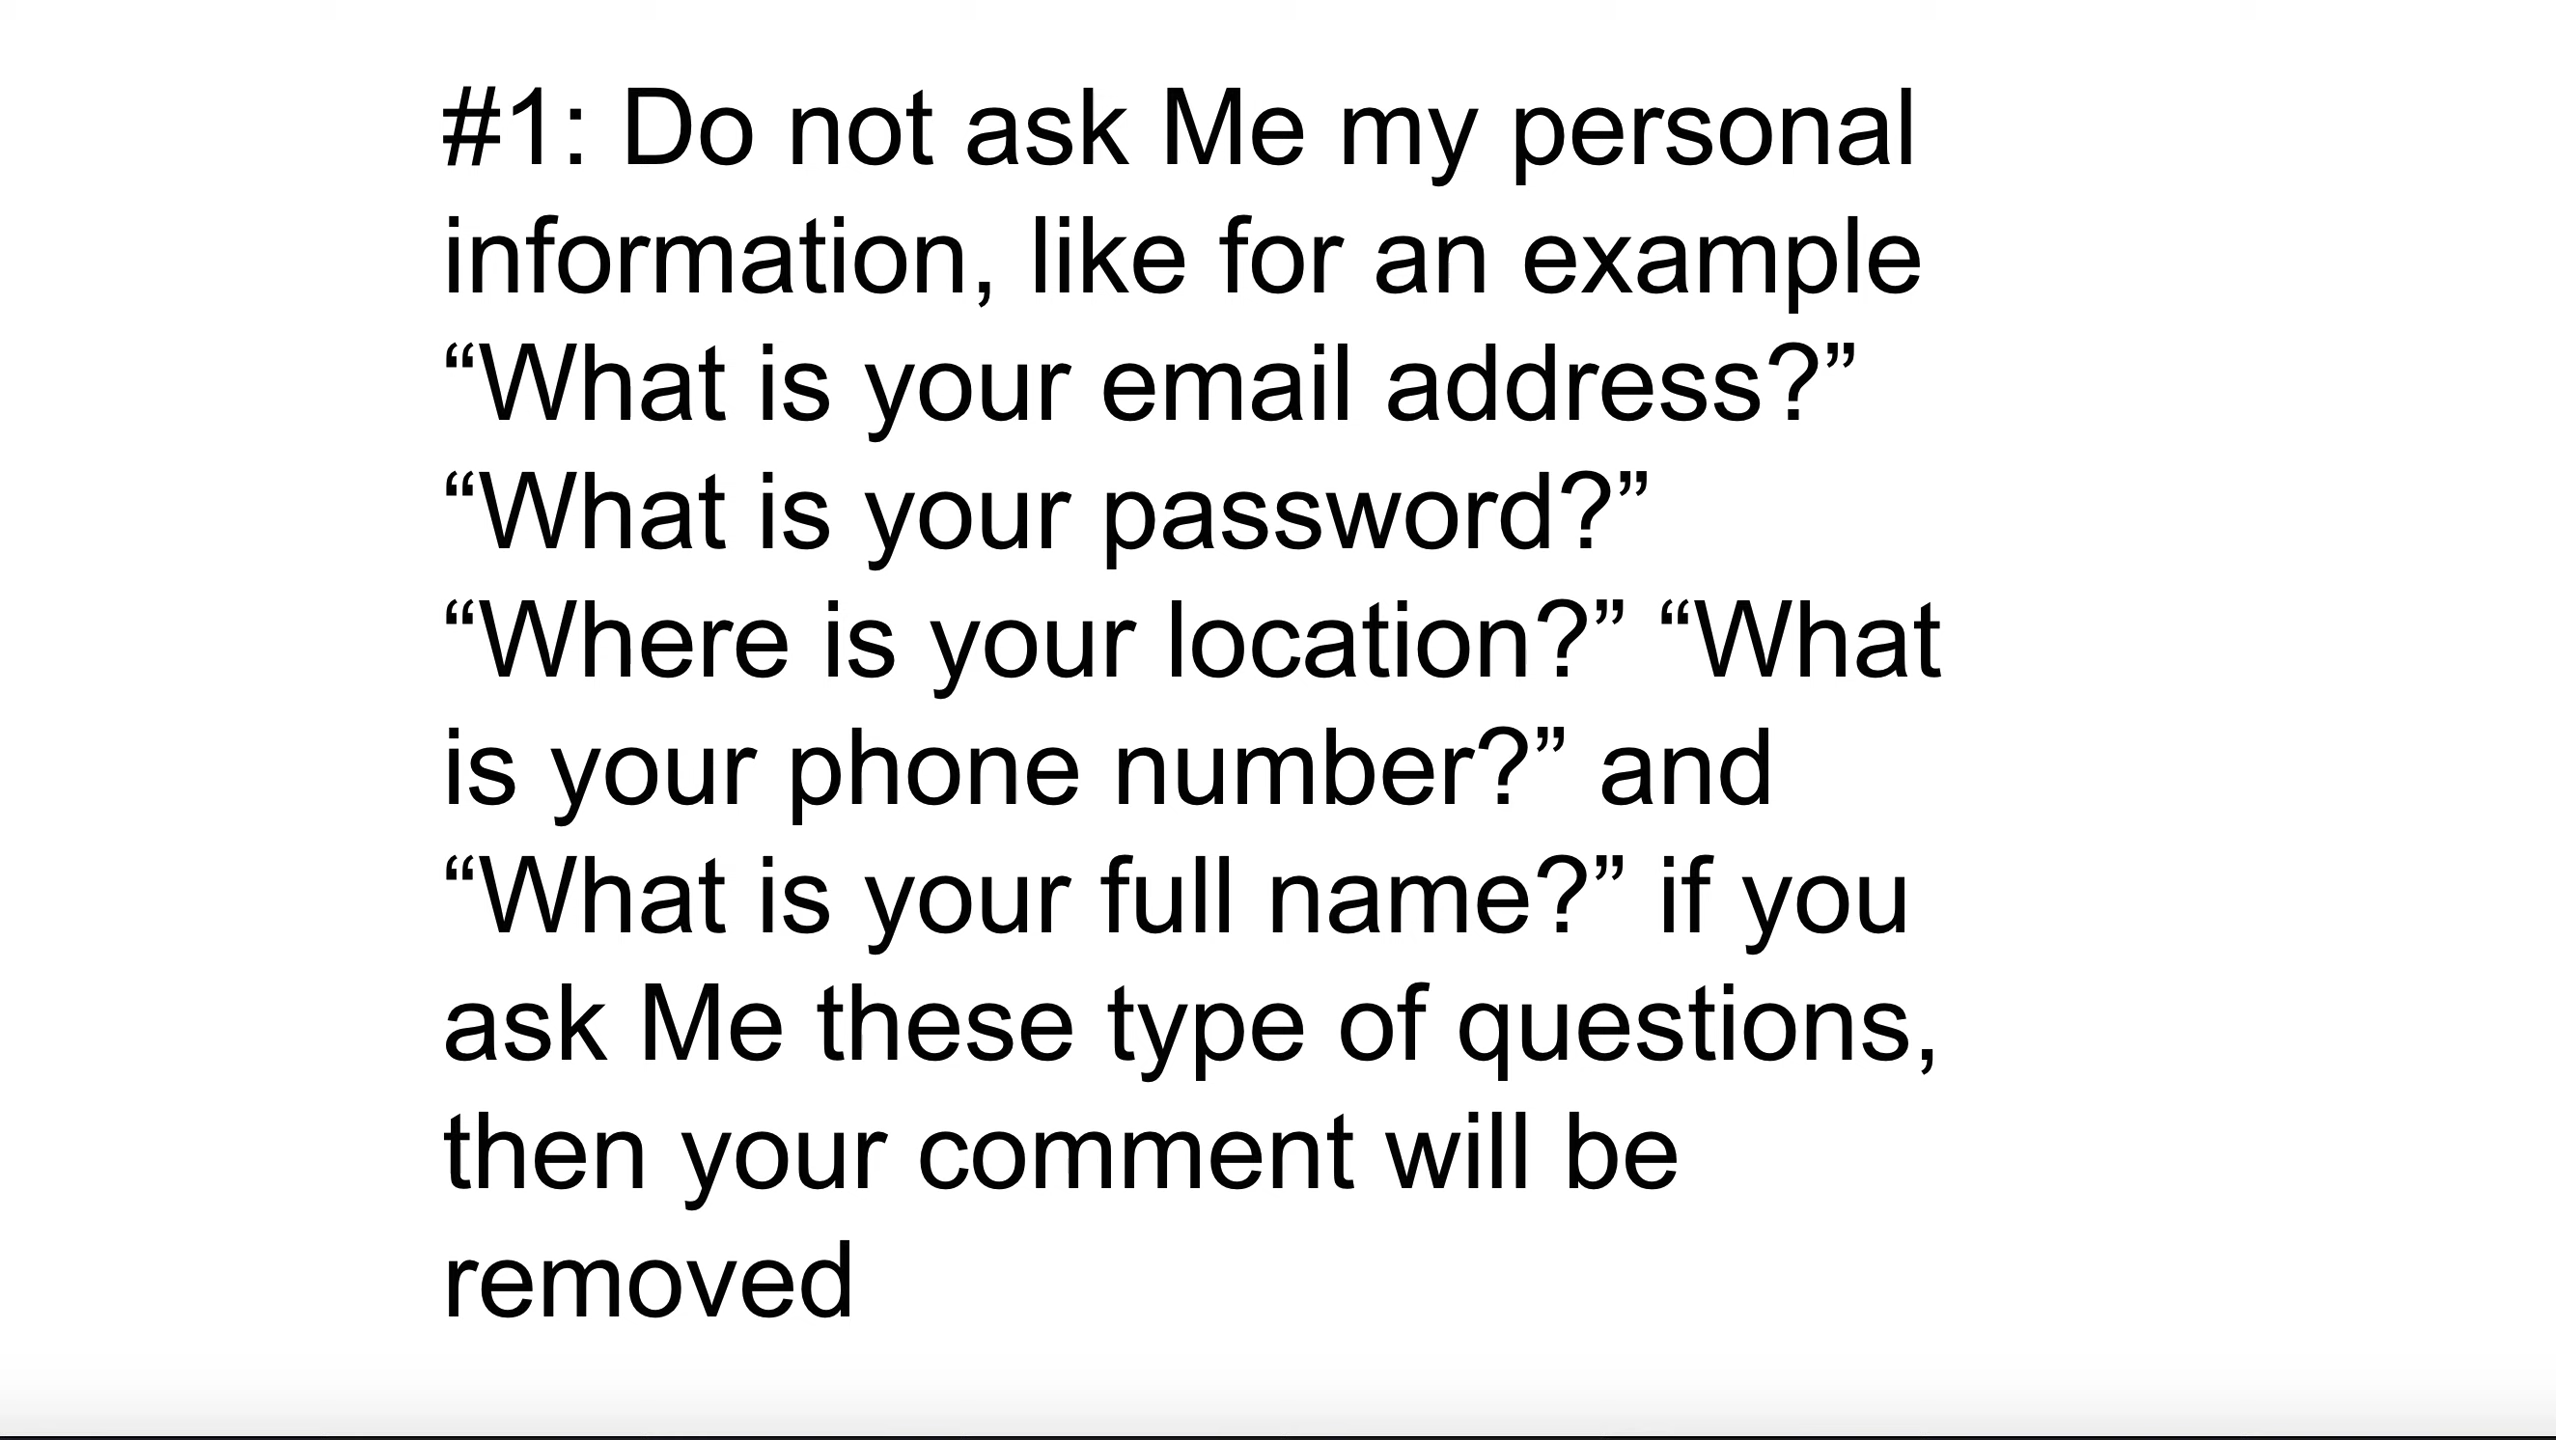 #1: Do not ask Me my personal
information, like for an example
“What is your email address?”
“What is your password?”
“Where is your location?” “What
is your phone number?” and
“What is your full name?” if you
ask Me these type of questions,
then your comment will be
removed